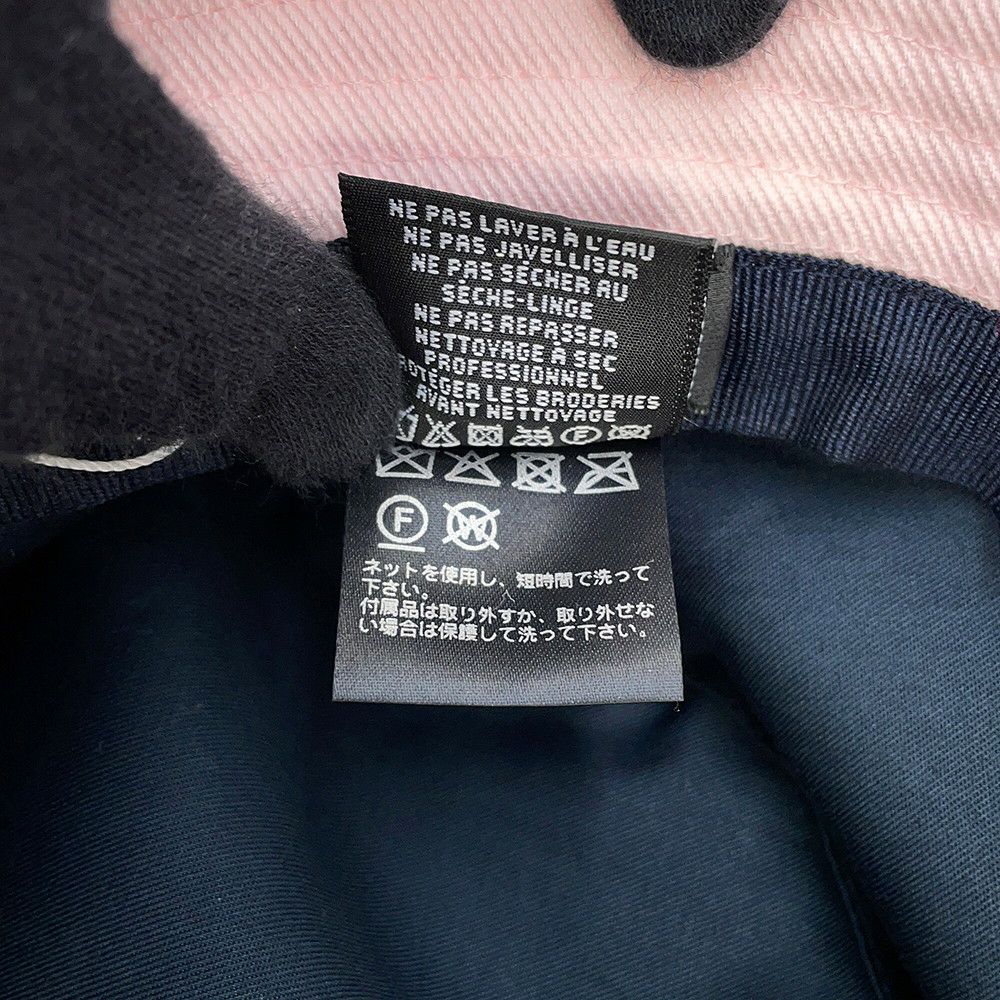 NE PAS LAVER À L'EAU
NE PAS JAVELLISER
NE PAS SÉCHER AU
SÈCHE-LINGE
NE PAS REPASSER
NETTOYAGE À SEC
PROFESSIONNEL
OTÉGER LES BRODERIES
AVANT NETTOYAGE
F
F W
ネットを使用し、短時間で洗って
下さい。
付属品は取り外すか、取り外せな
い場合は保護して洗って下さい。